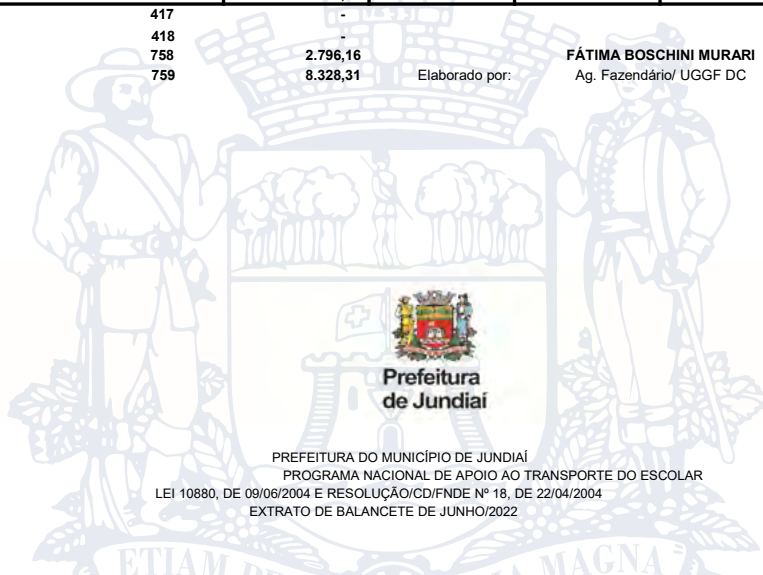 417 -
418 -
758 2.796,16 FÁTIMA BOSCHINI MURARI
759 8.328,31 Elaborado por: Ag. Fazendário/ UGGF DC
Prefeitura
de Jundiaí
PREFEITURA DO MUNICÍPIO DE JUNDIAÍ
PROGRAMA NACIONAL DE APOIO AO TRANSPORTE DO ESCOLAR
LEI 10880, DE 09/06/2004 E RESOLUÇÃO/CD/FNDE Nº 18, DE 22/04/2004
EXTRATO DE BALANCETE DE JUNHO/2022
ETIAM MAGNA